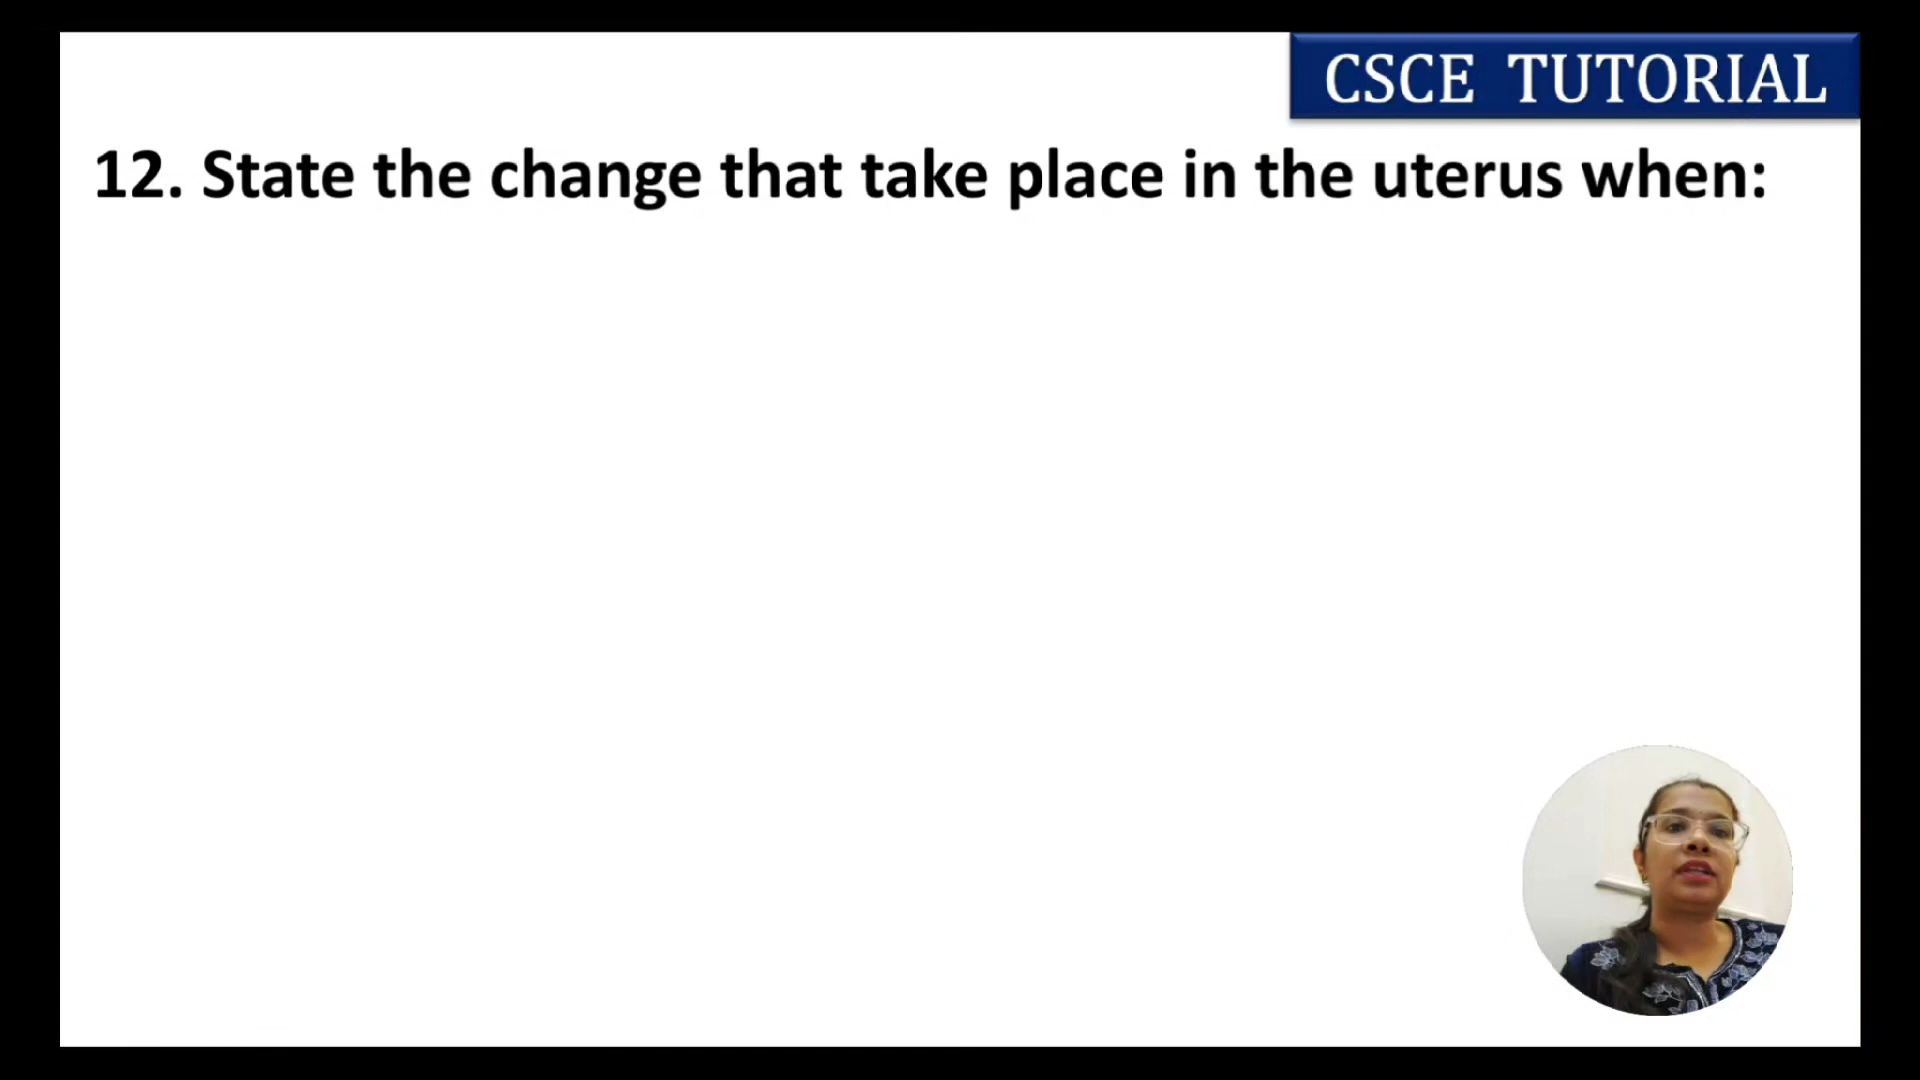 CSCE TUTORIAL
12. State the change that take place in the uterus when: